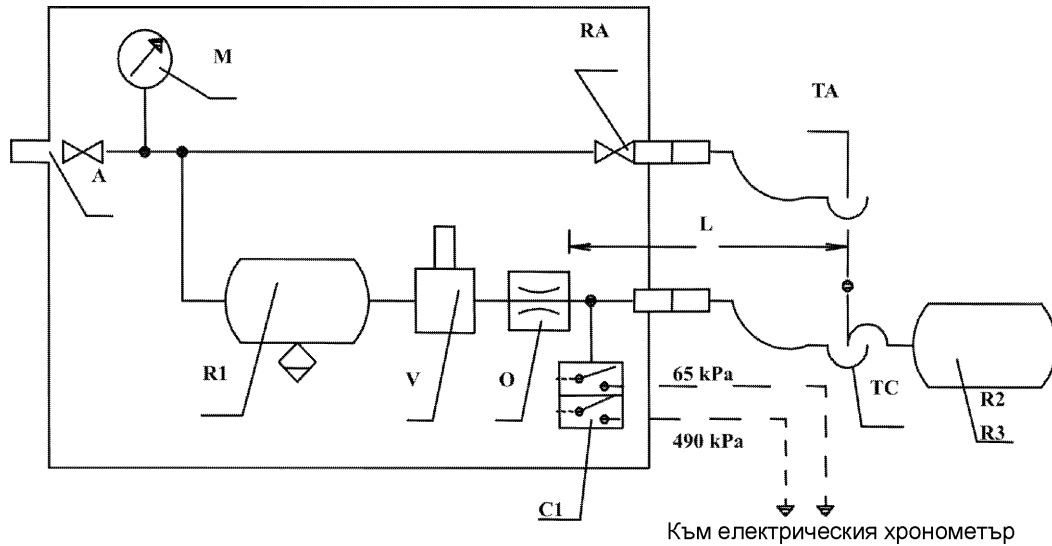 M
RA
TA
A
L
R1
V
O
65 kPa
TC
R2
R3
490 kPa
C1
Към електрическия хронометър